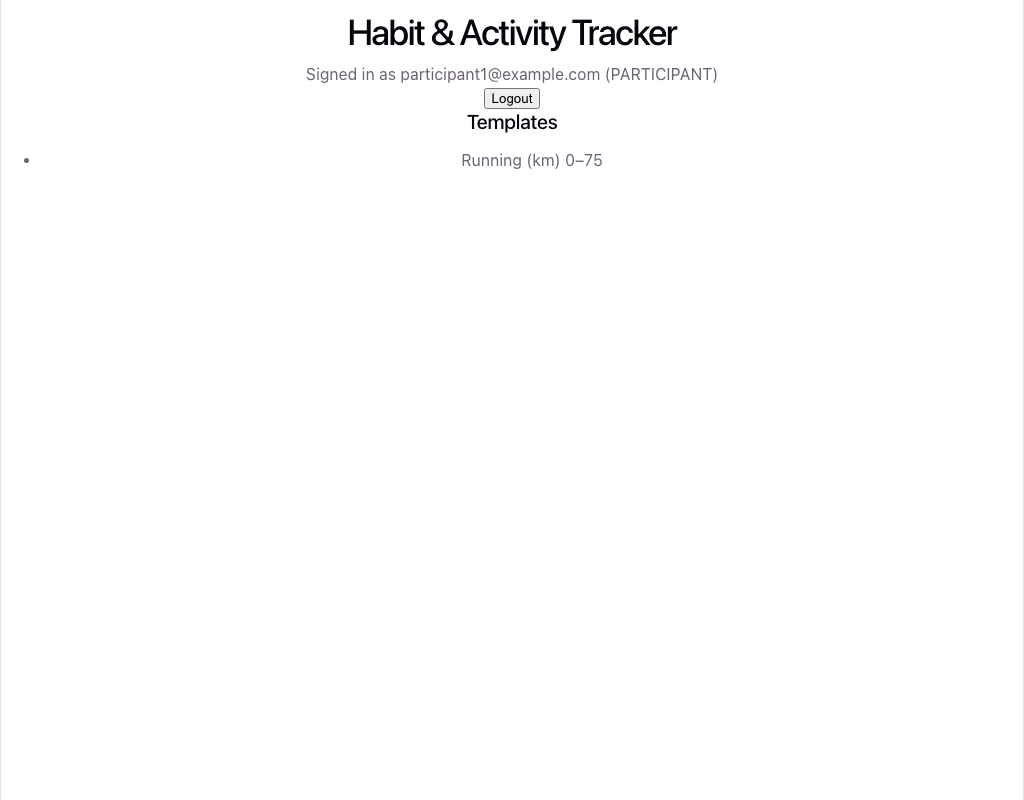 Habit & Activity Tracker
Signed in as participant1@example.com (PARTICIPANT)
Logout
Templates
• Running (km) 0–75